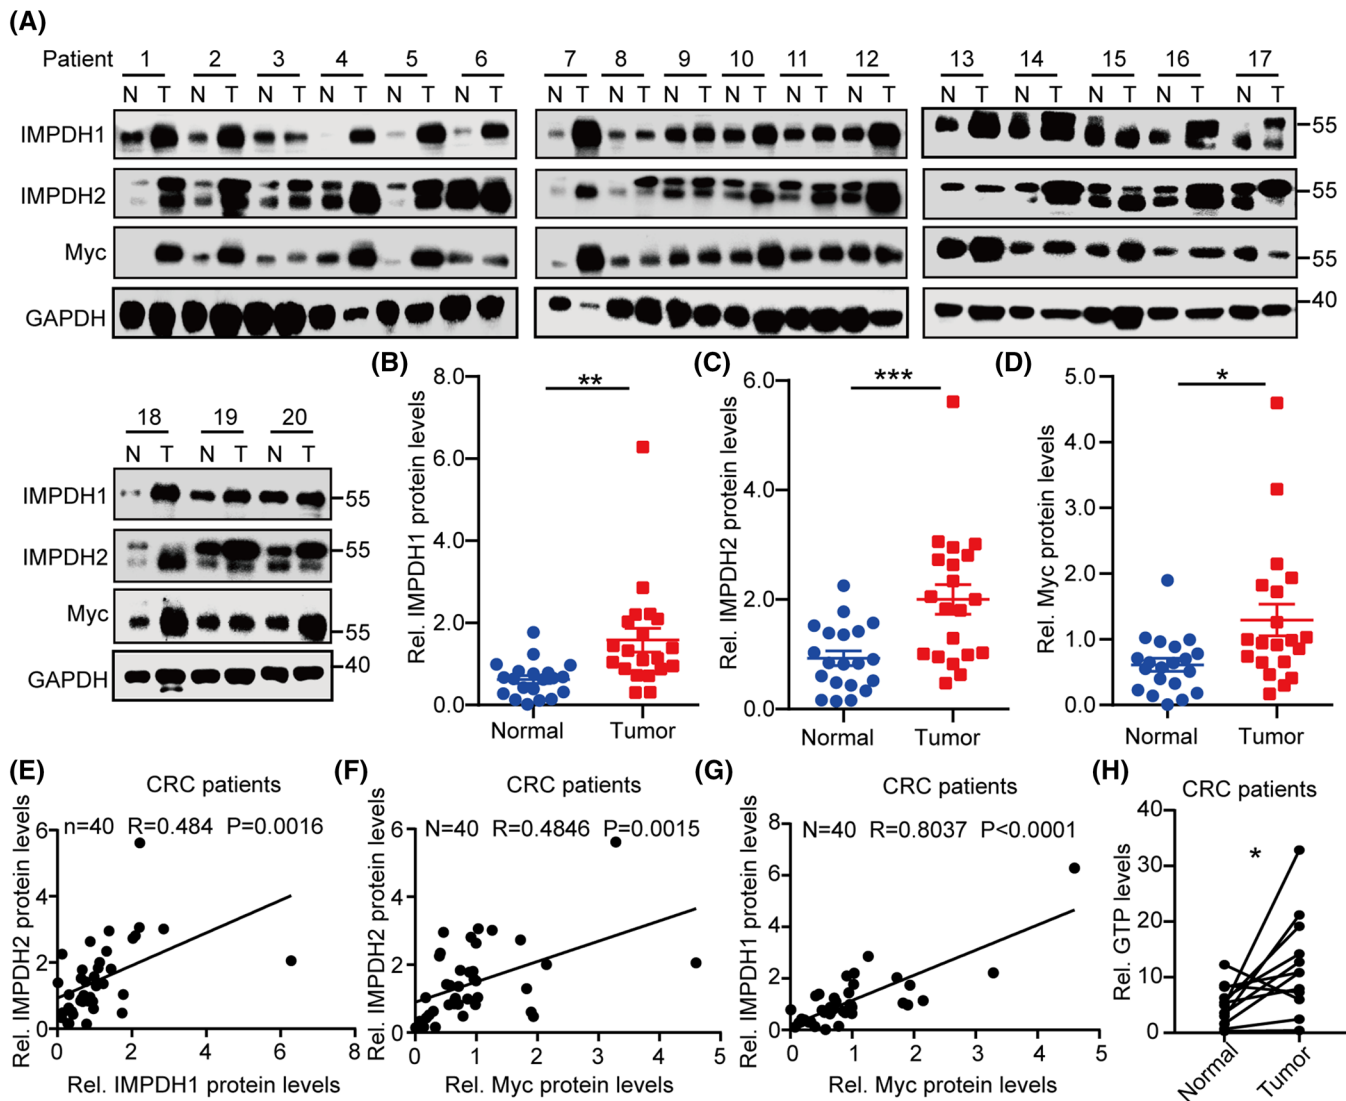 (A)
Patient 1 2 3 4 5 6 7 8 9 10 11 12 13 14 15 16 17
N T N T N T N T N T N T N T N T N T N T N T N T N T N T N T N T N T
IMPDH1 55
IMPDH2 55
Myc 55
GAPDH 40
18 19 20
N T N T N T
IMPDH1 55
IMPDH2 55
Myc 55
GAPDH 40
(B)
Rel. IMPDH1 protein levels
8.0
6.0
4.0
2.0
0.0
**
Normal Tumor
(C)
Rel. IMPDH2 protein levels
6.0
4.0
2.0
0.0
***
Normal Tumor
(D)
Rel. Myc protein levels
5.0
4.0
3.0
2.0
1.0
0.0
*
Normal Tumor
(E)
CRC patients
n=40 R=0.484 P=0.0016
Rel. IMPDH2 protein levels
6
4
2
0
0 2 4 6 8
Rel. IMPDH1 protein levels
(F)
CRC patients
N=40 R=0.4846 P=0.0015
Rel. IMPDH2 protein levels
6
4
2
0
0 1 2 3 4 5
Rel. Myc protein levels
(G)
CRC patients
N=40 R=0.8037 P<0.0001
Rel. IMPDH1 protein levels
8
6
4
2
0
0 1 2 3 4 5
Rel. Myc protein levels
(H)
CRC patients
Rel. GTP levels
40
30
20
10
0
*
Normal Tumor